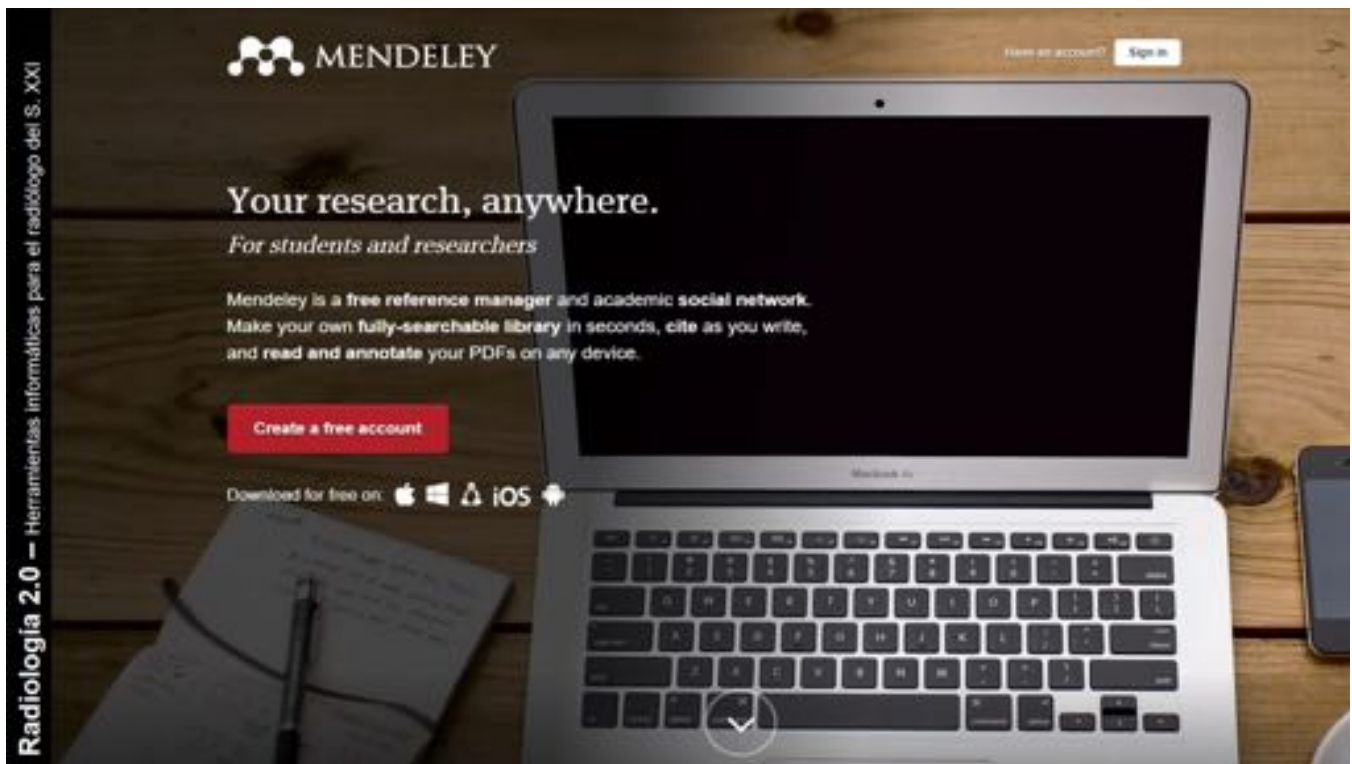 Radiología 2.0 – Herramientas informáticas para el radiólogo del S. XXI
MENDELEY
Have an account? Sign in
Your research, anywhere.
For students and researchers
Mendeley is a free reference manager and academic social network.
Make your own fully-searchable library in seconds, cite as you write,
and read and annotate your PDFs on any device.
Create a free account
Download for free on: iOS